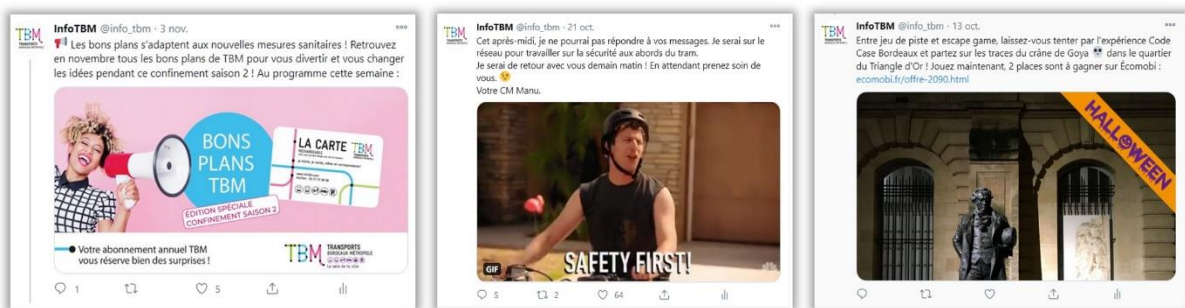 InfoTBM @info_tbm · 3 nov.
Les bons plans s'adaptent aux nouvelles mesures sanitaires ! Retrouvez
en novembre tous les bons plans de TBM pour vous divertir et vous changer
les idées pendant ce confinement saison 2 ! Au programme cette semaine :
BONS
PLANS
TBM
ÉDITION SPÉCIALE
CONFINEMENT SAISON 2
LA CARTE TBM
RECHARGEABLE
Votre abonnement annuel TBM
vous réserve bien des surprises !
TBM TRANSPORTS
BORDEAUX MÉTROPOLE
1
5
InfoTBM @info_tbm · 21 oct.
Cet après-midi, je ne pourrai pas répondre à vos messages. Je serai sur le
réseau pour travailler sur la sécurité aux abords du tram.
Je serai de retour avec vous demain matin ! En attendant prenez soin de
vous.
Votre CM Manu.
SAFETY FIRST!
GIF
5
2
64
InfoTBM @info_tbm · 13 oct.
Entre jeu de piste et escape game, laissez-vous tenter par l'expérience Code
Case Bordeaux et partez sur les traces du crâne de Goya dans le quartier
du Triangle d'Or ! Jouez maintenant, 2 places sont à gagner sur Écomobi :
ecomobi.fr/offre-2090.html
HALLOWEEN